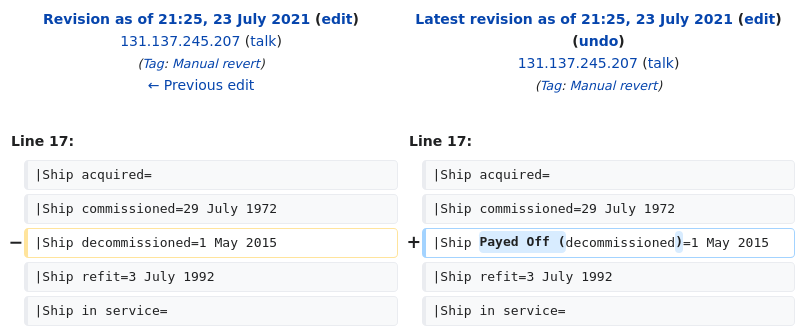 Revision as of 21:25, 23 July 2021 (edit)
131.137.245.207 (talk)
(Tag: Manual revert)
← Previous edit
Latest revision as of 21:25, 23 July 2021 (edit)
(undo)
131.137.245.207 (talk)
(Tag: Manual revert)
Line 17:
Line 17:
|Ship acquired=
|Ship acquired=
|Ship commissioned=29 July 1972
|Ship commissioned=29 July 1972
− |Ship decommissioned=1 May 2015
+ |Ship Payed Off (decommissioned)=1 May 2015
|Ship refit=3 July 1992
|Ship refit=3 July 1992
|Ship in service=
|Ship in service=